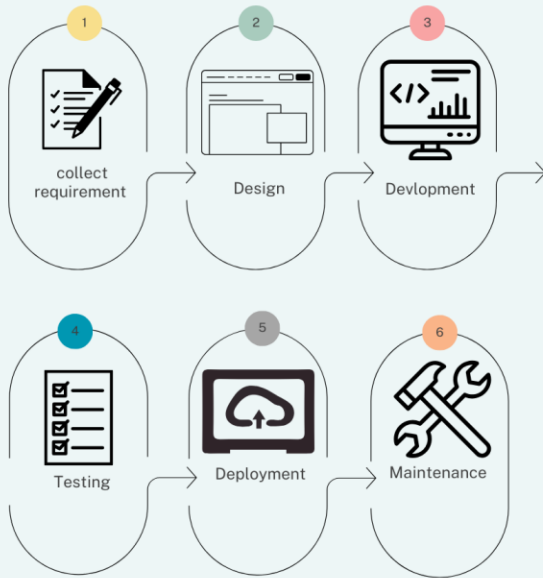 1
2
3
collect
requirement
Design
Devlopment
4
5
6
Testing
Deployment
Maintenance